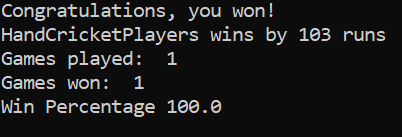 Congratulations, you won!
HandCricketPlayers wins by 103 runs
Games played:  1
Games won:  1
Win Percentage 100.0